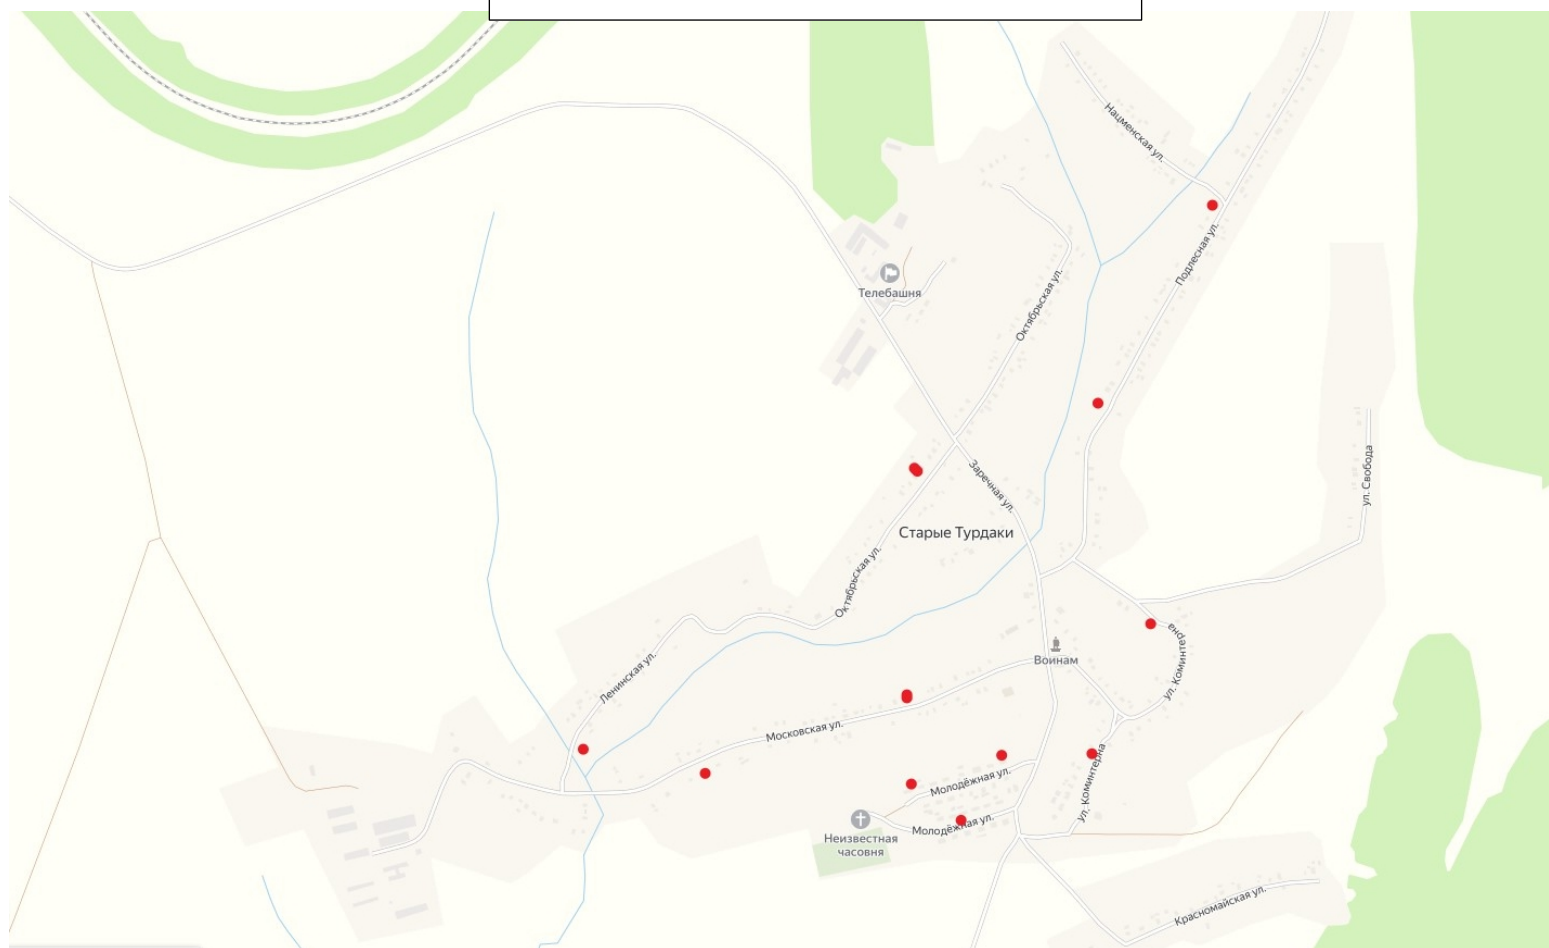 Нацменская ул.
Подлесная ул.
Телебашня
Октябрьская ул.
Заречная ул.
ул. Свобода
Старые Турдаки
Октябрьская ул.
ул. Коминтерна
Воинам
Ленинская ул.
Московская ул.
Молодёжная ул.
ул. Коминтерна
Молодёжная ул.
Неизвестная
часовня
Красномайская ул.